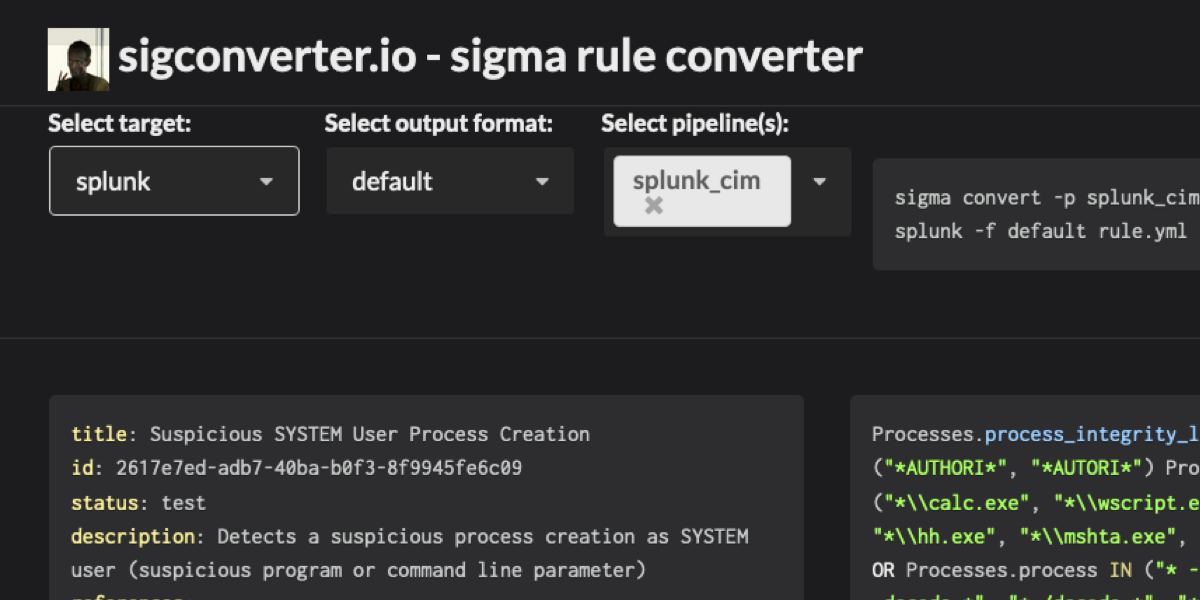 sigconverter.io - sigma rule converter
Select target:
Select output format:
Select pipeline(s):
splunk
default
splunk_cim
sigma convert -p splunk_cim
splunk -f default rule.yml
title: Suspicious SYSTEM User Process Creation
id: 2617e7ed-adb7-40ba-b0f3-8f9945fe6c09
status: test
description: Detects a suspicious process creation as SYSTEM
user (suspicious program or command line parameter)
Processes.process_integrity_l
("*AUTHORI*", "*AUTORI*") Pro
("*\\calc.exe", "*\\wscript.e
"*\\hh.exe", "*\\mshta.exe",
OR Processes.process IN ("* -